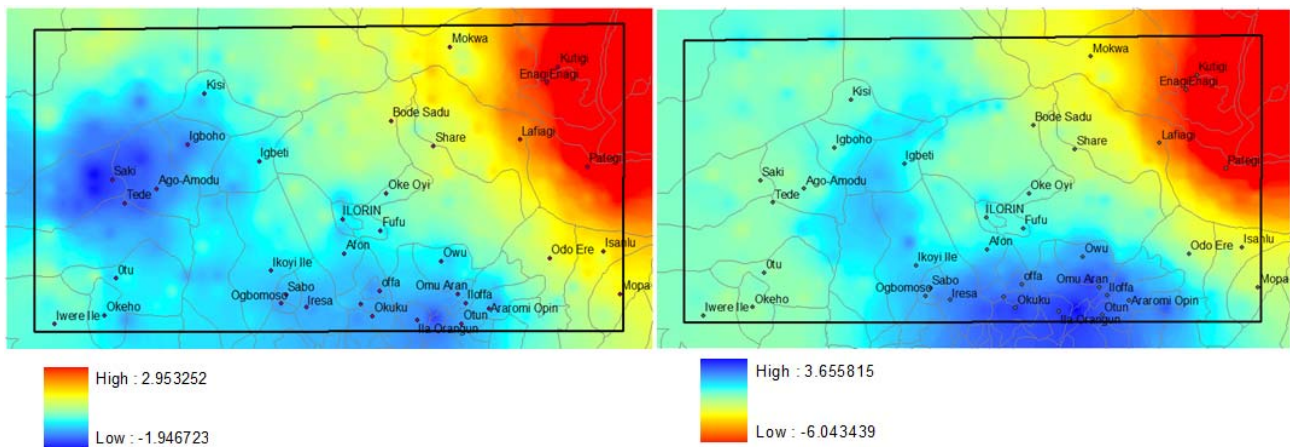 Mokwa
Kutigi
EnagiEnagi
Kisi
Bode Sadu
Igboho
Share
Lafiagi
Igbeti
Pategi
Saki
Ago-Amodu
Tede
Oke Oyi
ILORIN
Fufu
Afon
Owu
Isanlu
Odo Ere
Otu
Ikoyi Ile
Sabo
offa
Omu Aran
Mopa
Ogbomoso
Iresa
Iloffa
Okeho
Okuku
Araromi Opin
Iwere Ile
Otun
Ila Orangun
Mokwa
Kutigi
EnagiEnagi
Kisi
Bode Sadu
Igboho
Share
Lafiagi
Igbeti
Pategi
Saki
Ago-Amodu
Tede
Oke Oyi
ILORIN
Fufu
Afon
Owu
Isanlu
Odo Ere
Otu
Ikoyi Ile
Sabo
offa
Omu Aran
Mopa
Ogbomoso
Iresa
Iloffa
Okeho
Okuku
Araromi Opin
Iwere Ile
Otun
Ila Orangun
High : 2.953252
Low : -1.946723
High : 3.655815
Low : -6.043439